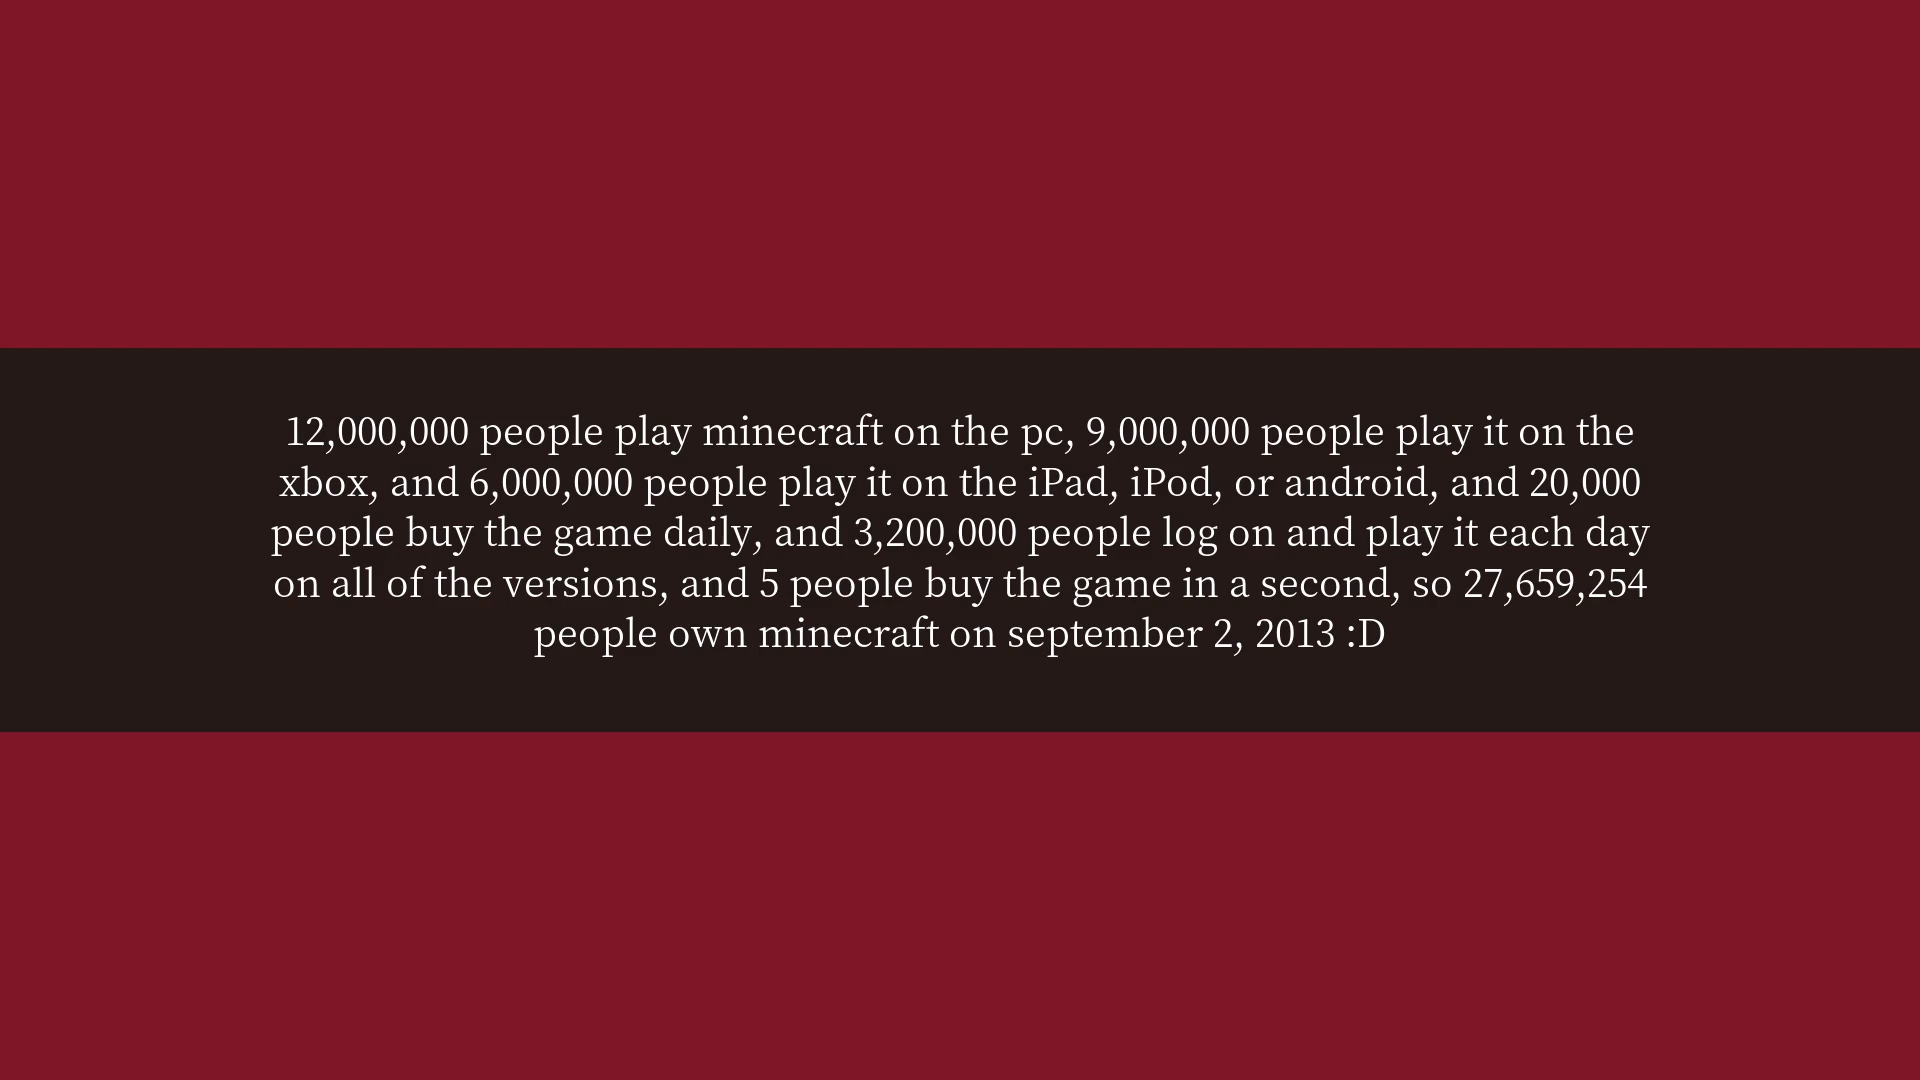 12,000,000 people play minecraft on the pc, 9,000,000 people play it on the
xbox, and 6,000,000 people play it on the iPad, iPod, or android, and 20,000
people buy the game daily, and 3,200,000 people log on and play it each day
on all of the versions, and 5 people buy the game in a second, so 27,659,254
people own minecraft on september 2, 2013 :D